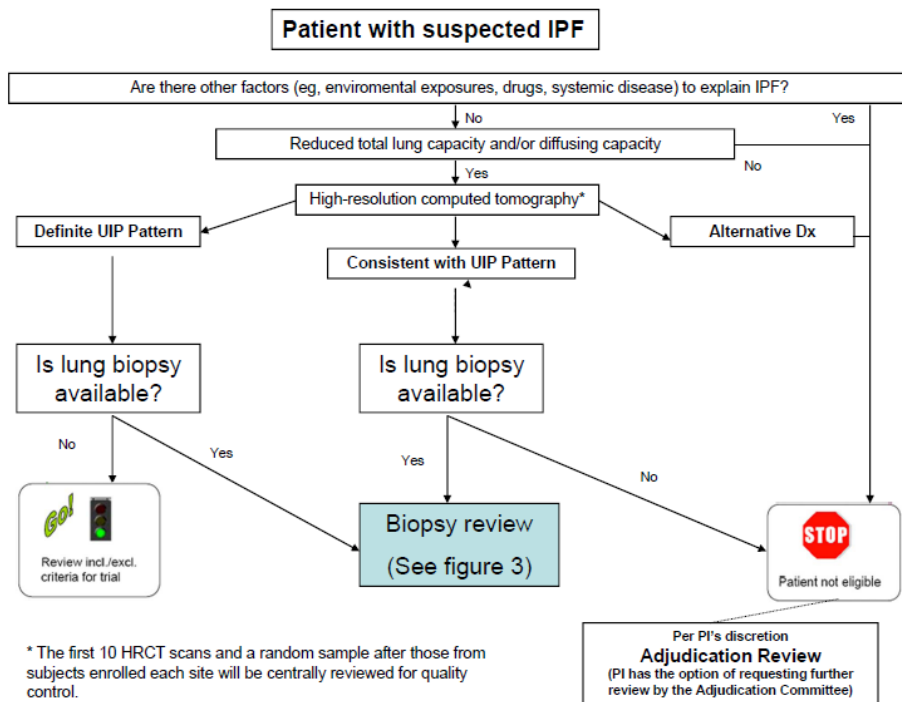 Patient with suspected IPF
Are there other factors (eg, enviromental exposures, drugs, systemic disease) to explain IPF?
No
Yes
Reduced total lung capacity and/or diffusing capacity
No
Yes
High-resolution computed tomography*
Definite UIP Pattern
Alternative Dx
Consistent with UIP Pattern
Is lung biopsy
available?
Is lung biopsy
available?
No
Yes
Yes
No
Go!
Review incl./excl.
criteria for trial
Biopsy review
(See figure 3)
STOP
Patient not eligible
* The first 10 HRCT scans and a random sample after those from
subjects enrolled each site will be centrally reviewed for quality
control.
Per PI's discretion
Adjudication Review
(PI has the option of requesting further
review by the Adjudication Committee)